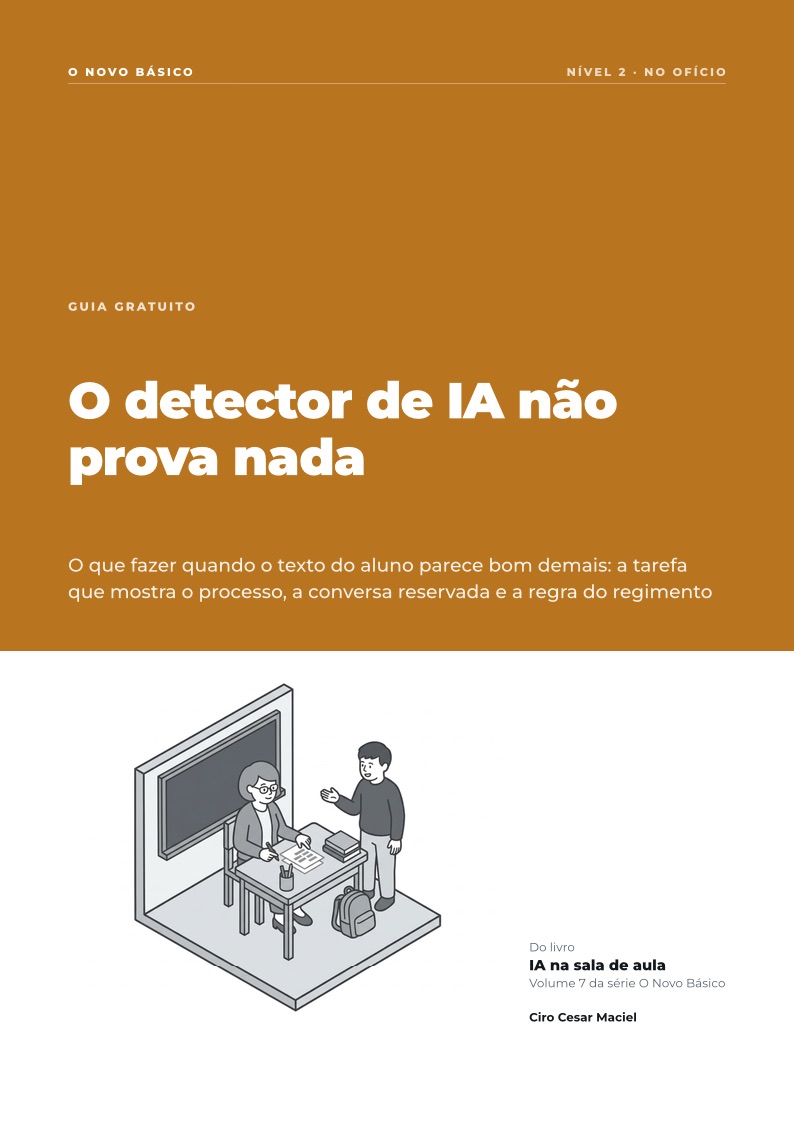 O NOVO BÁSICO
NÍVEL 2 · NO OFÍCIO
GUIA GRATUITO
O detector de IA não
prova nada
O que fazer quando o texto do aluno parece bom demais: a tarefa
que mostra o processo, a conversa reservada e a regra do regimento
Do livro
IA na sala de aula
Volume 7 da série O Novo Básico
Ciro Cesar Maciel